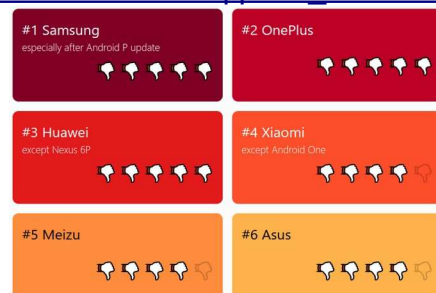 #1 Samsung
especially after Android P update
#2 OnePlus
#3 Huawei
except Nexus 6P
#4 Xiaomi
except Android One
#5 Meizu
#6 Asus